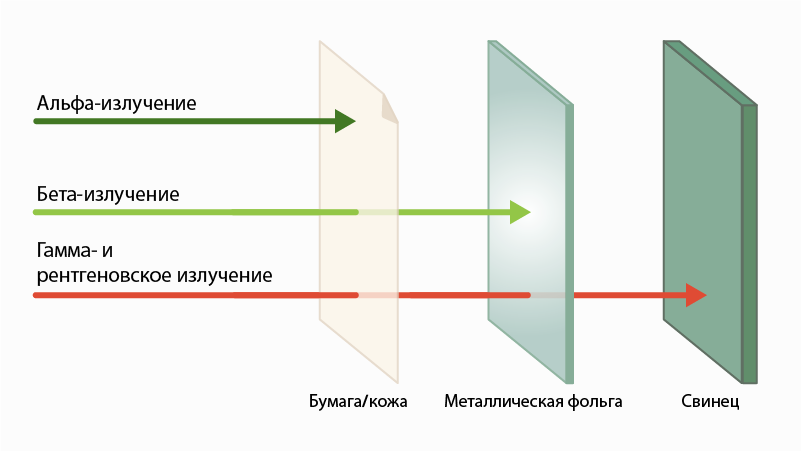 Альфа-излучение
Бета-излучение
Гамма- и
рентгеновское излучение
Бумага/кожа
Металлическая фольга
Свинец